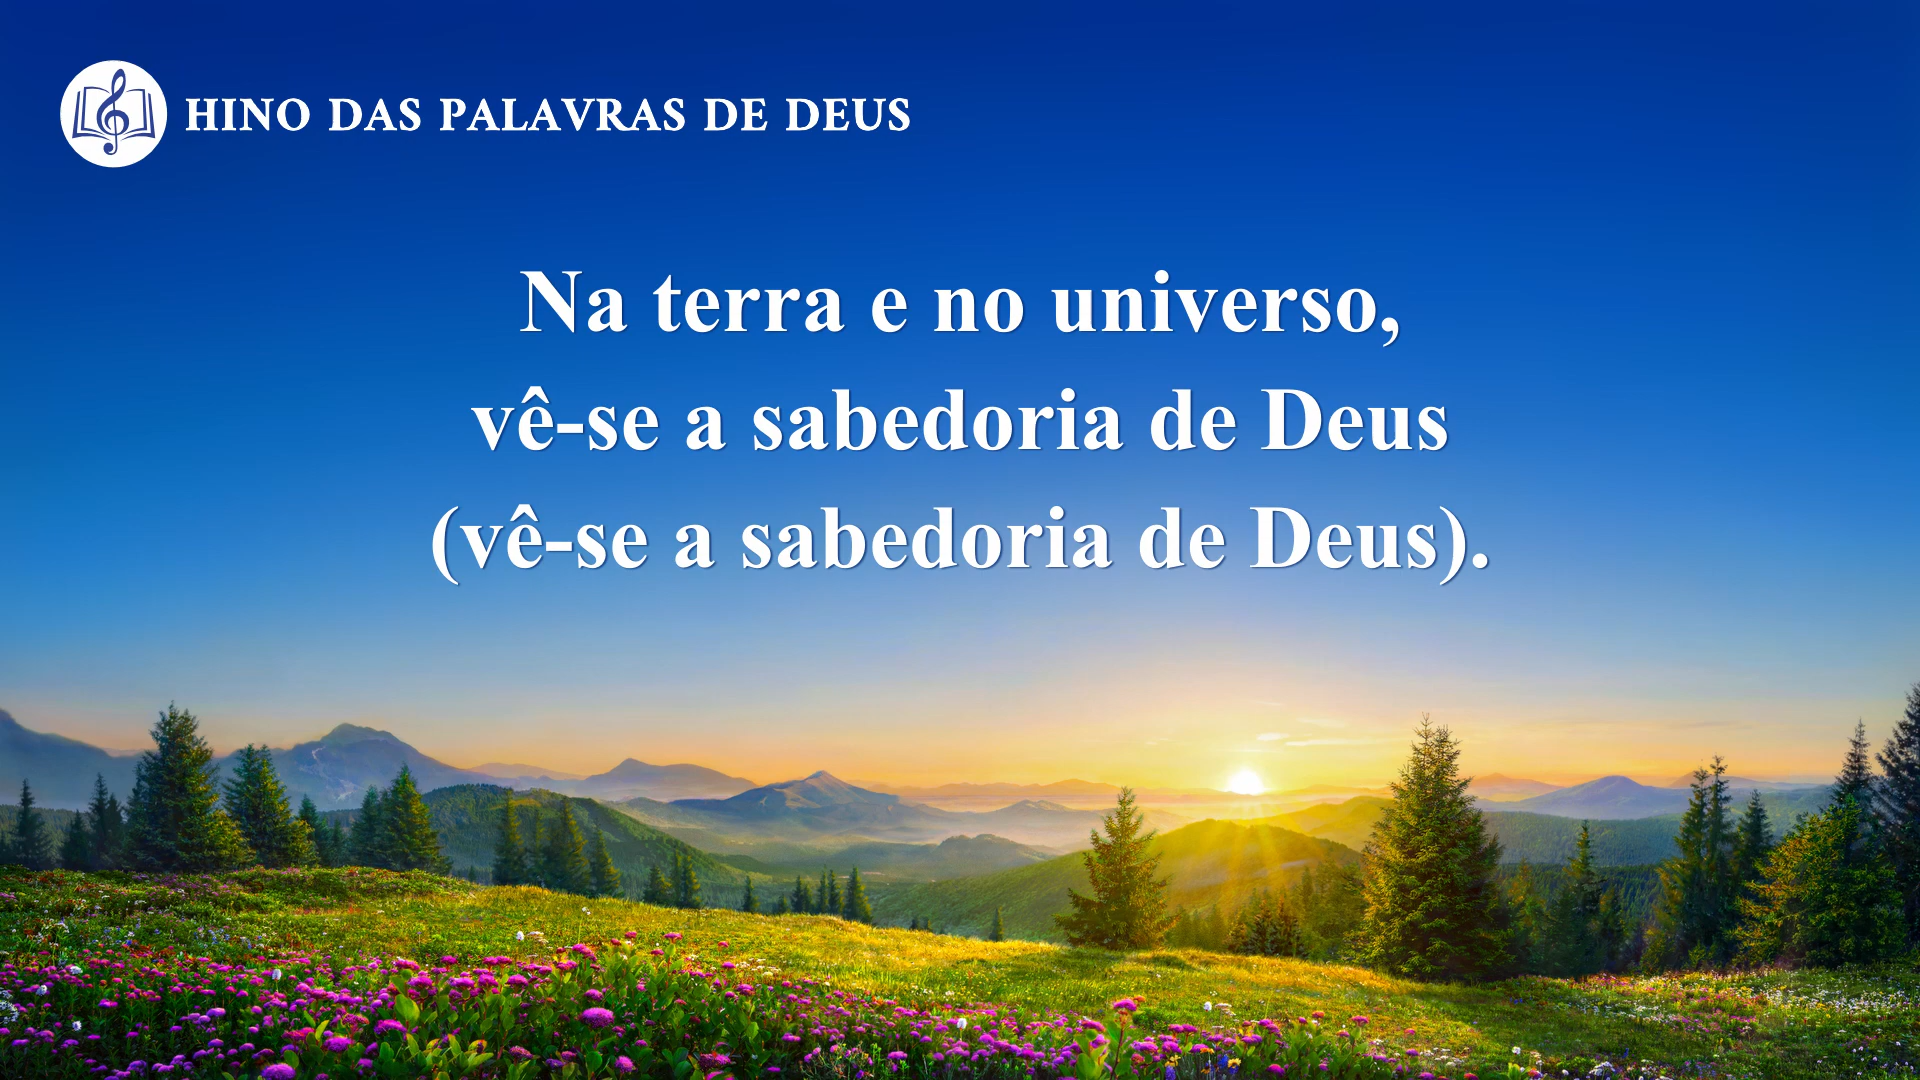 HINO DAS PALAVRAS DE DEUS
Na terra e no universo,
vê-se a sabedoria de Deus
(vê-se a sabedoria de Deus).